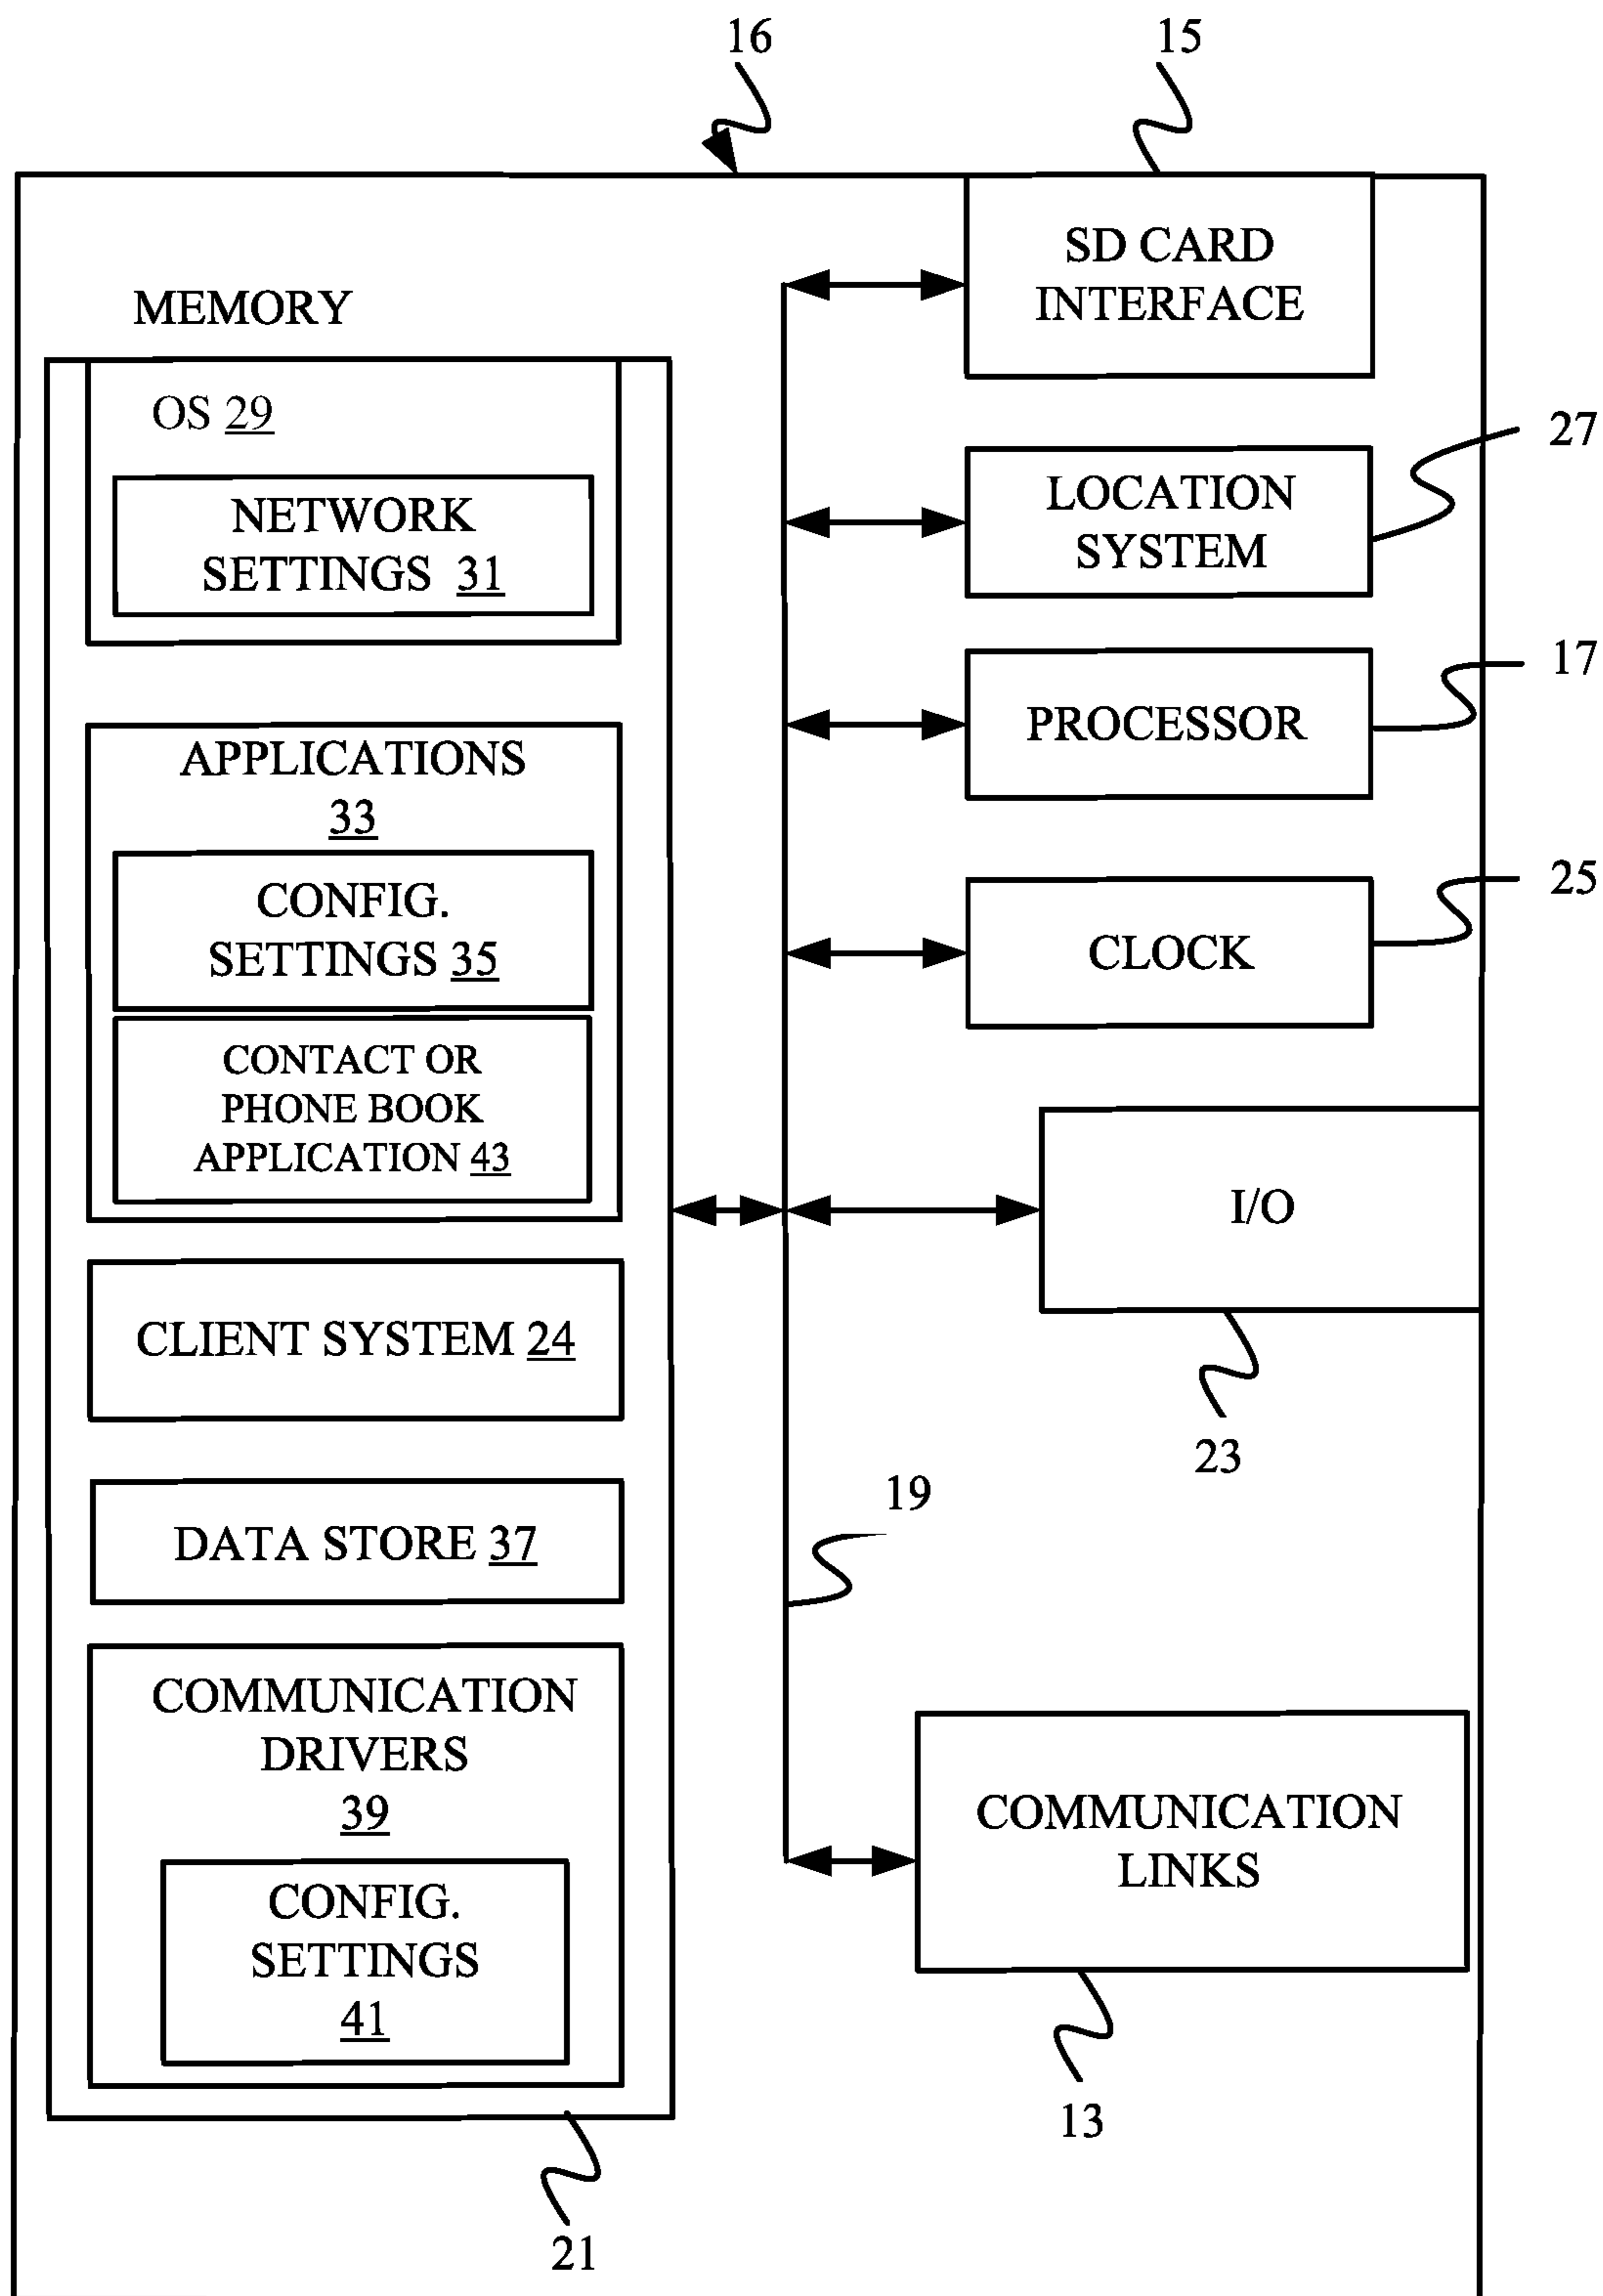 16
15
SD CARD
INTERFACE
MEMORY
OS 29
NETWORK
SETTINGS 31
LOCATION
SYSTEM
27
PROCESSOR
17
APPLICATIONS
33
CONFIG.
SETTINGS 35
CONTACT OR
PHONE BOOK
APPLICATION 43
CLOCK
25
I/O
23
CLIENT SYSTEM 24
DATA STORE 37
19
COMMUNICATION
DRIVERS
39
CONFIG.
SETTINGS
41
COMMUNICATION
LINKS
13
21